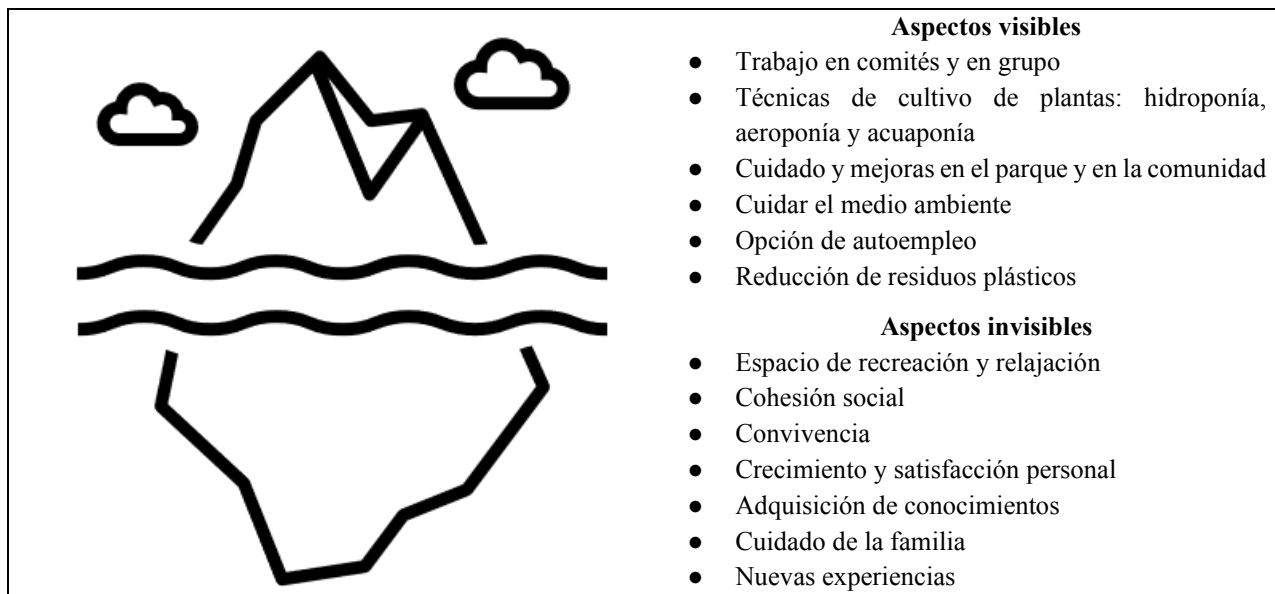 Aspectos visibles
● Trabajo en comités y en grupo
● Técnicas de cultivo de plantas: hidroponía,
aeroponía y acuaponía
● Cuidado y mejoras en el parque y en la comunidad
● Cuidar el medio ambiente
● Opción de autoempleo
● Reducción de residuos plásticos
Aspectos invisibles
● Espacio de recreación y relajación
● Cohesión social
● Convivencia
● Crecimiento y satisfacción personal
● Adquisición de conocimientos
● Cuidado de la familia
● Nuevas experiencias